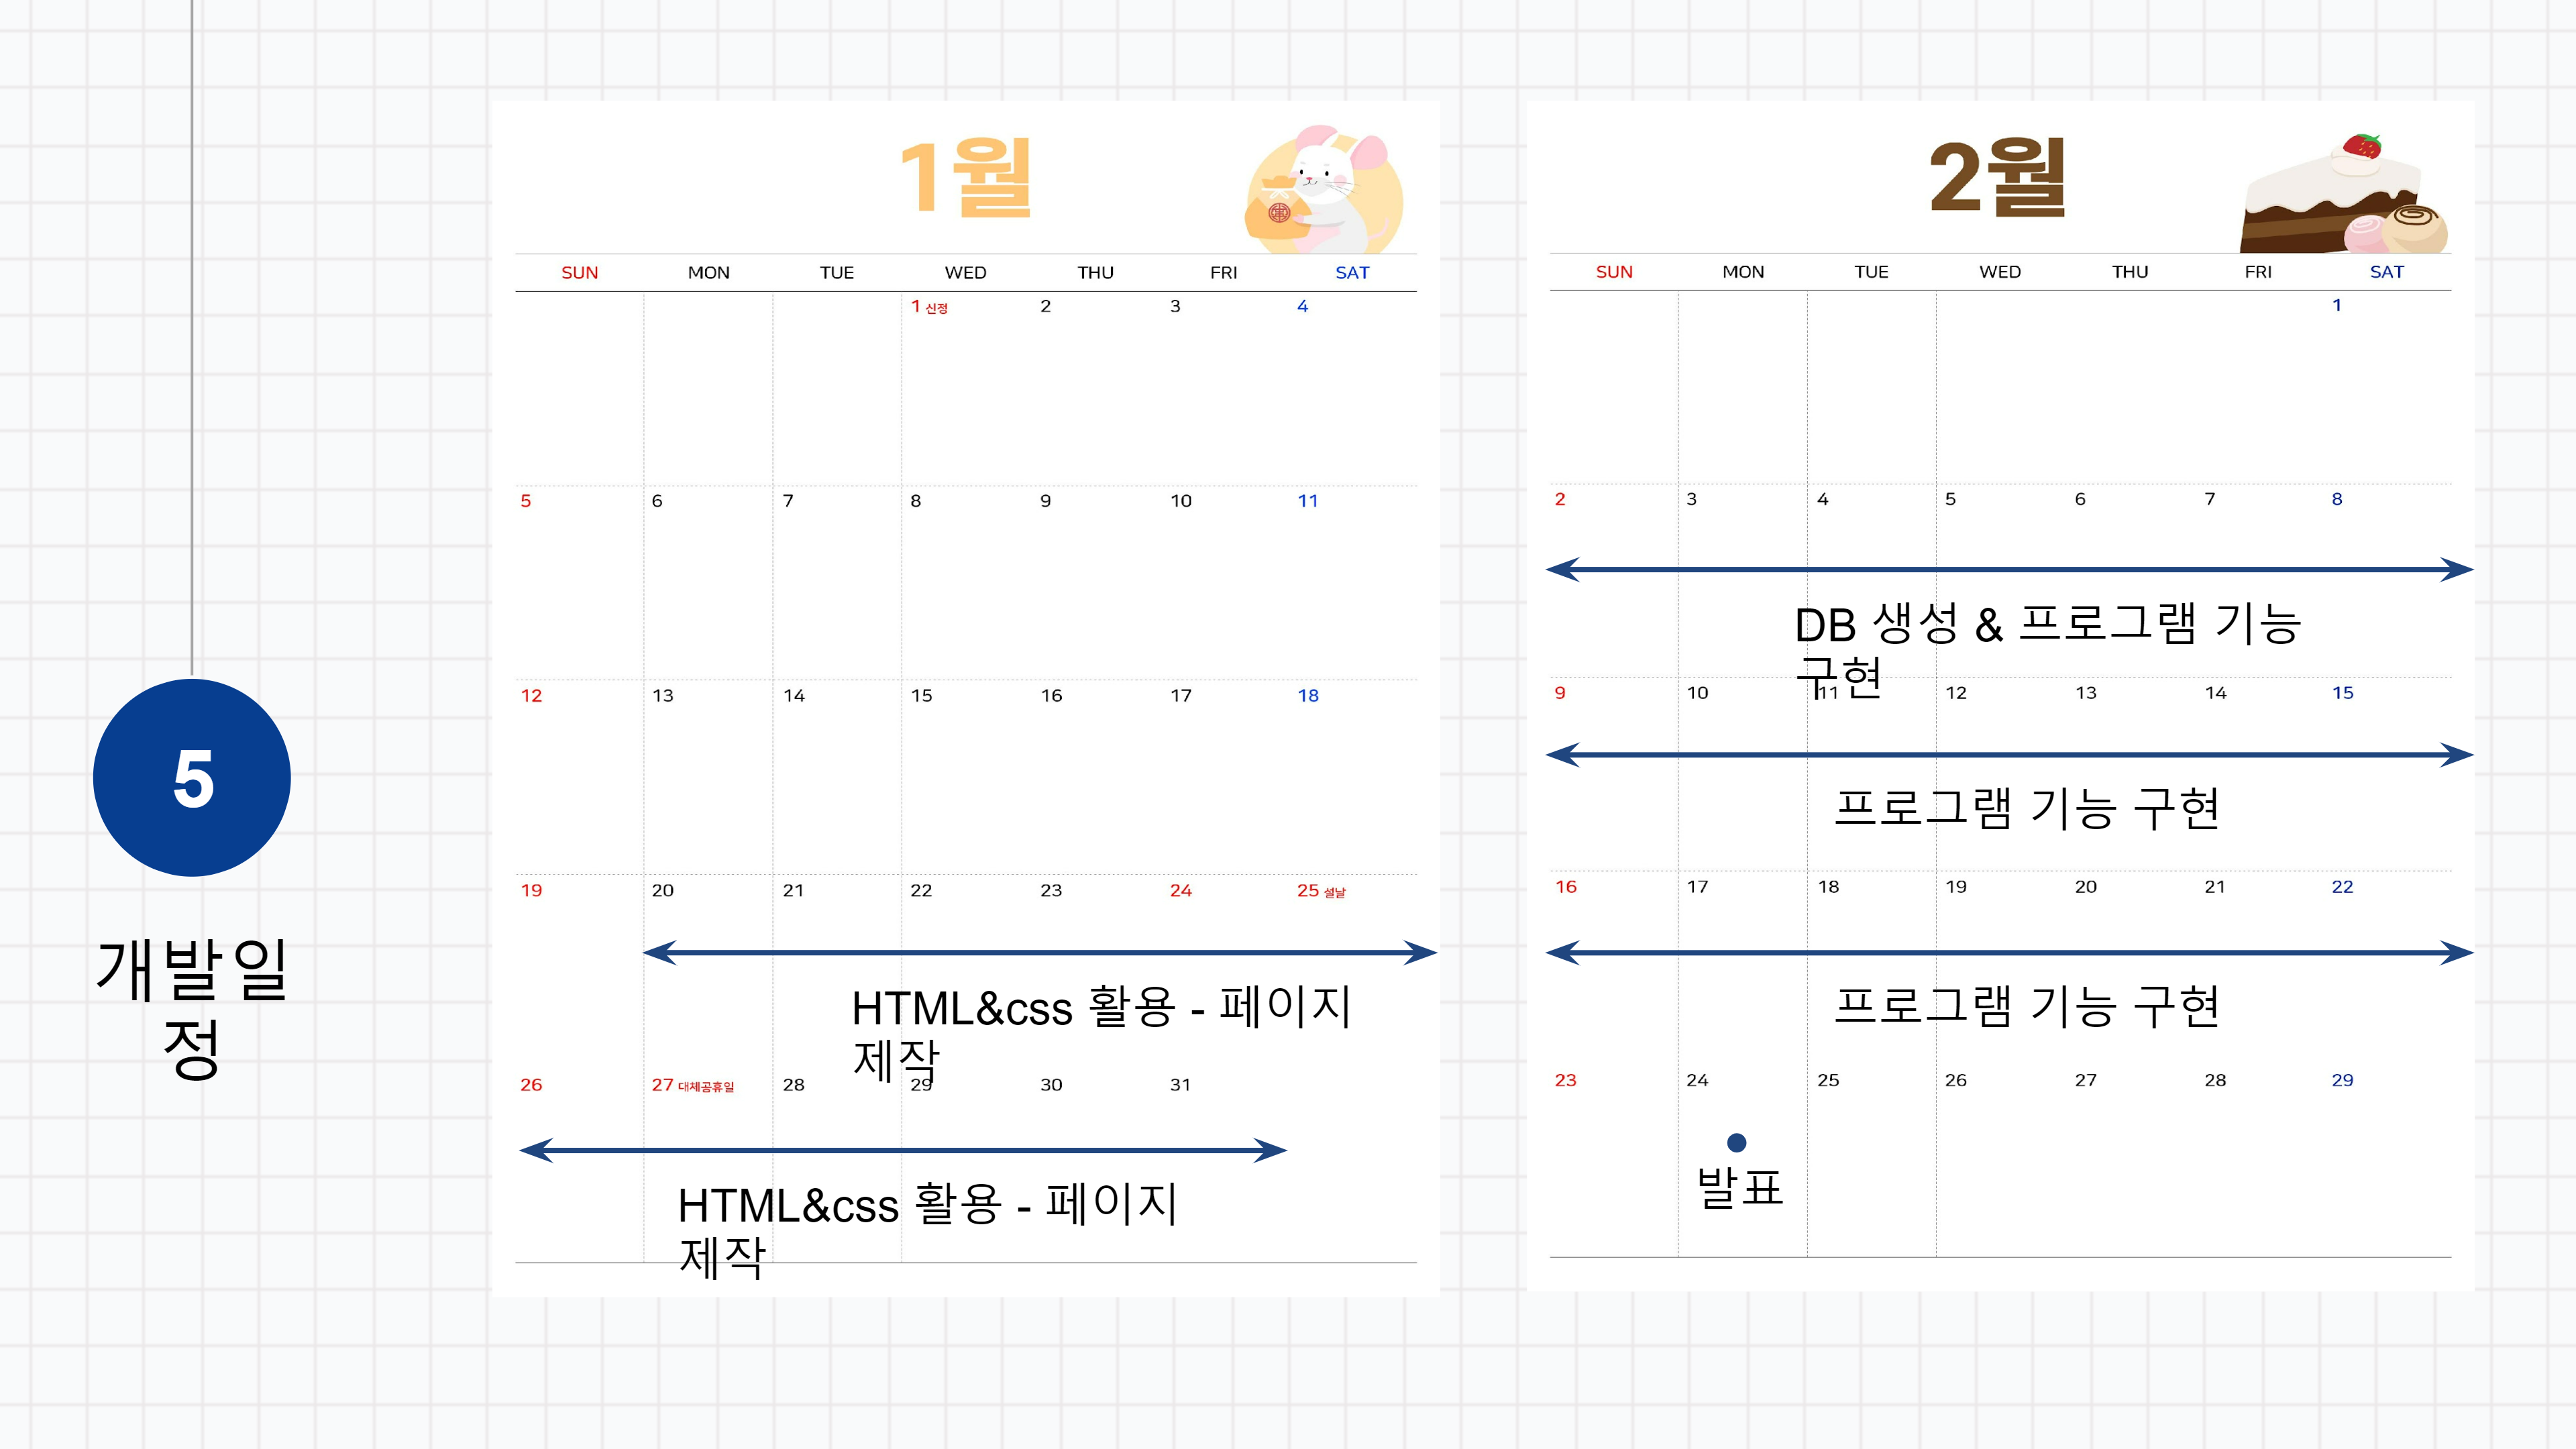 5
개발일
정
1월
SUN MON TUE WED THU FRI SAT
1 신정 2 3 4
5 6 7 8 9 10 11
12 13 14 15 16 17 18
19 20 21 22 23 24 25 설날
HTML&css 활용 - 페이지
제작
26 27 대체공휴일 28 29 30 31
HTML&css 활용 - 페이지
제작
2월
SUN MON TUE WED THU FRI SAT
1
2 3 4 5 6 7 8
DB 생성 & 프로그램 기능
구현
9 10 11 12 13 14 15
프로그램 기능 구현
16 17 18 19 20 21 22
프로그램 기능 구현
23 24 25 26 27 28 29
발표